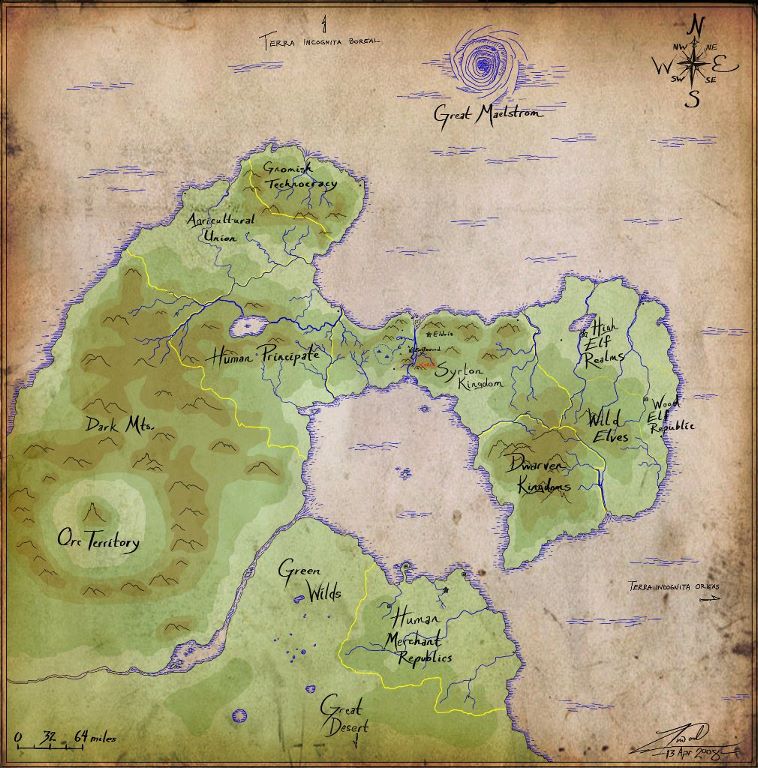 TERRA INCOGNITA BOREAL
N
NW NE
W E
SW SE
S
Great Maelstrom
Gnomish
Technocracy
Agricultural
Union
Human Principate
Syrlon
Kingdom
High
Elf
Realms
Wood
Elf
Republic
Wild
Elves
Dwarven
Kingdoms
Dark Mts.
Orc Territory
Green
Wilds
Human
Merchant
Republics
TERRA INCOGNITA
Great
Desert
0 32 64 miles
13 Apr